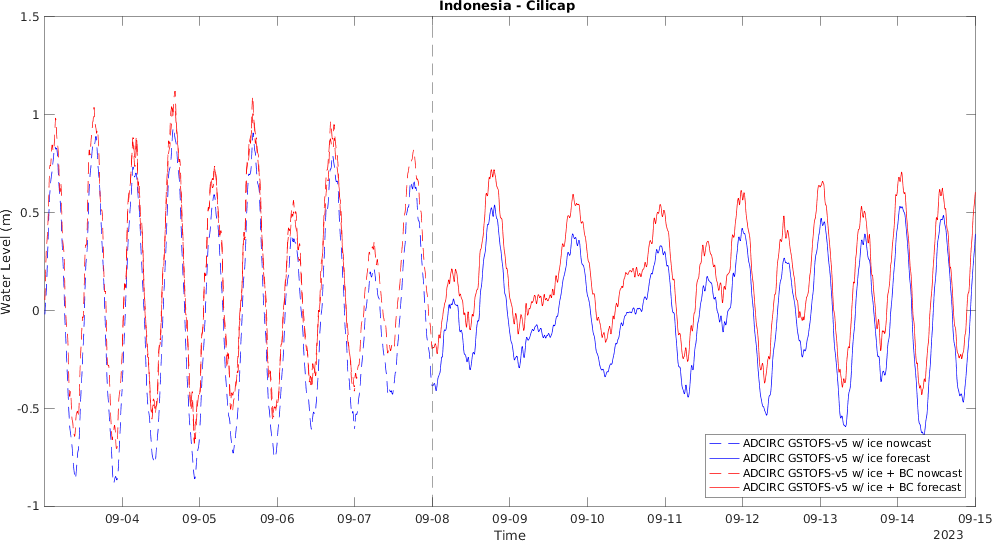 Indonesia - Cilicap
1.5
1
0.5
0
-0.5
-1
Water Level (m)
ADCIRC GSTOFS-v5 w/ ice nowcast
ADCIRC GSTOFS-v5 w/ ice forecast
ADCIRC GSTOFS-v5 w/ ice + BC nowcast
ADCIRC GSTOFS-v5 w/ ice + BC forecast
09-04 09-05 09-06 09-07 09-08 09-09 09-10 09-11 09-12 09-13 09-14 09-15
Time
2023